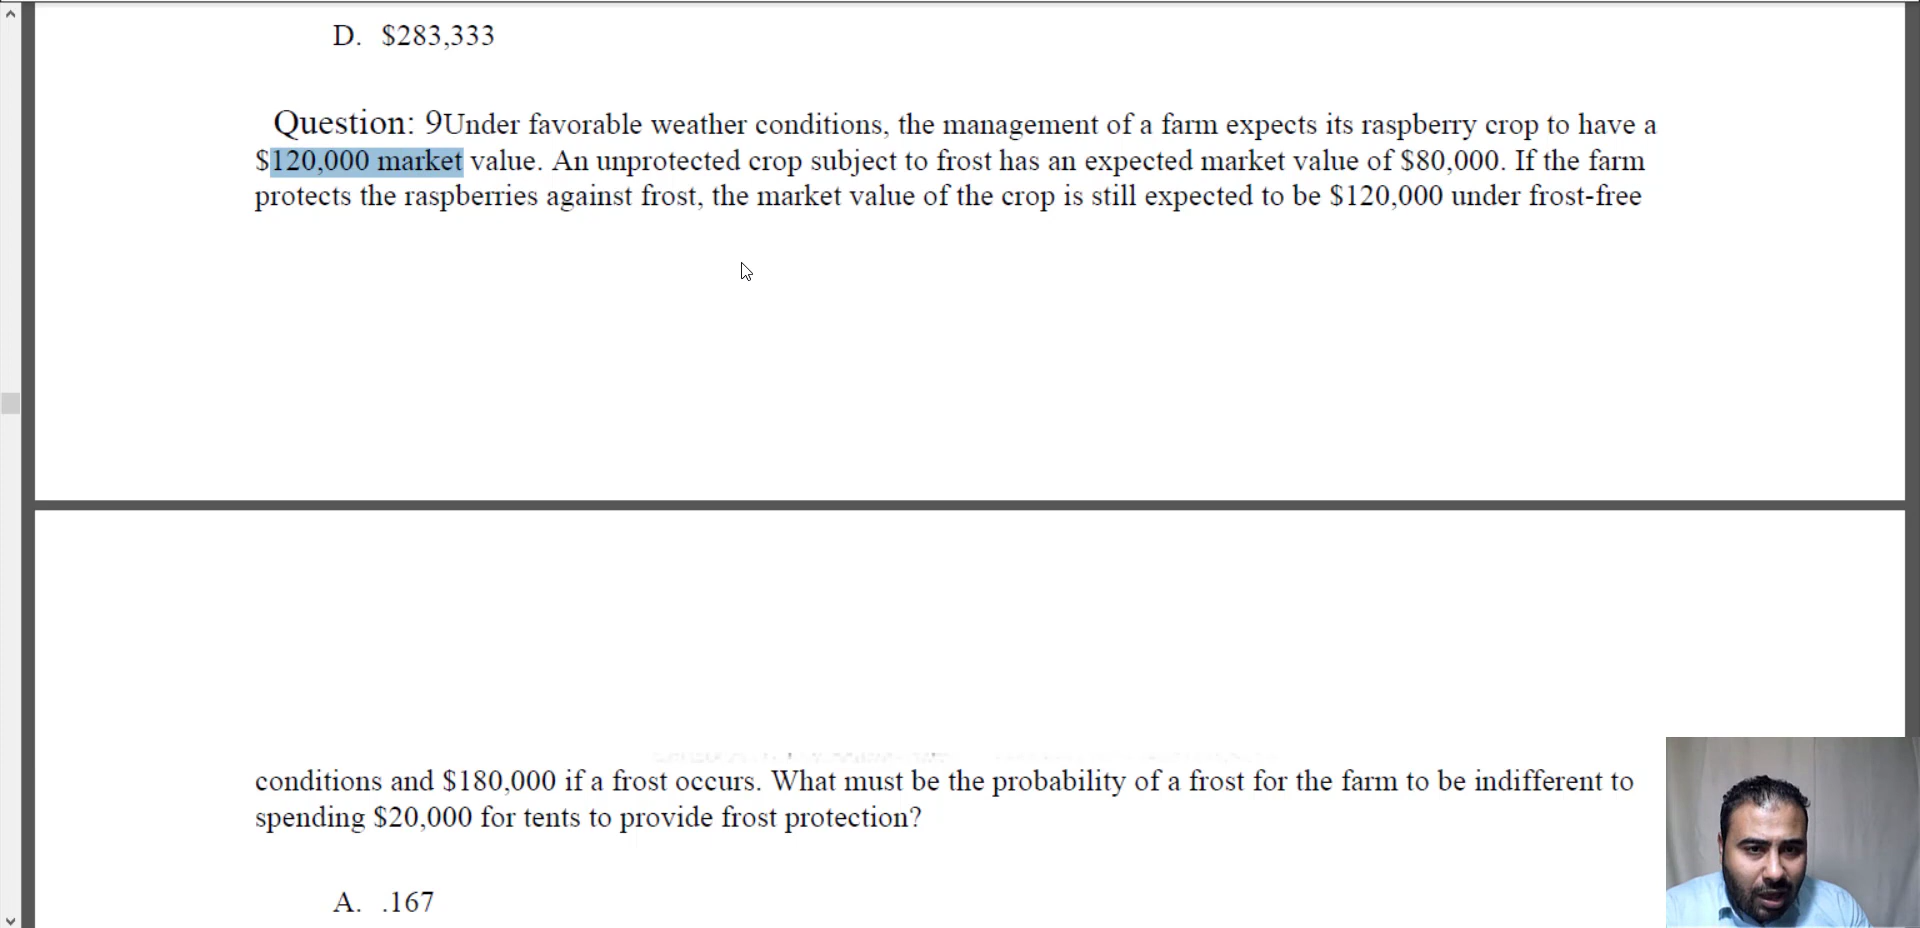 D. $283,333
Question: 9Under favorable weather conditions, the management of a farm expects its raspberry crop to have a
$120,000 market value. An unprotected crop subject to frost has an expected market value of $80,000. If the farm
protects the raspberries against frost, the market value of the crop is still expected to be $120,000 under frost-free
conditions and $180,000 if a frost occurs. What must be the probability of a frost for the farm to be indifferent to
spending $20,000 for tents to provide frost protection?
A. .167